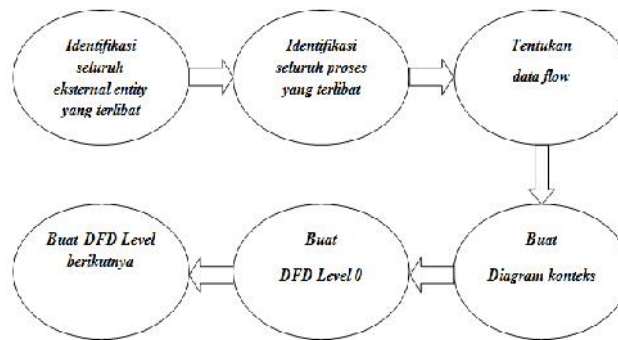 Identifikasi
seluruh
eksternal entity
yang terlibat
Identifikasi
seluruh proses
yang terlibat
Tentukan
data flow
Buat
Diagram konteks
Buat
DFD Level 0
Buat DFD Level
berikutnya